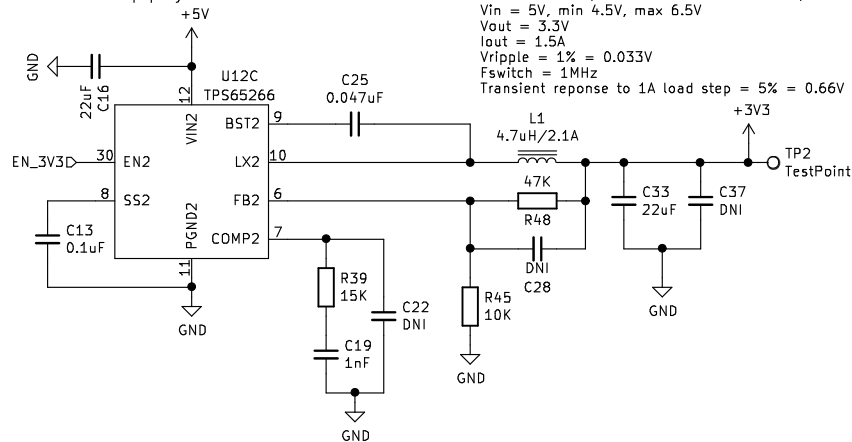 Vin = 5V, min 4.5V, max 6.5V
Vout = 3.3V
Iout = 1.5A
Vripple = 1% = 0.033V
Fswitch = 1MHz
Transient reponse to 1A load step = 5% = 0.66V
+5V
GND
22uF
C16
U12C
TPS65266
12
VIN2
C25
0.047uF
BST2
9
L1
4.7uH/2.1A
+3V3
EN_3V3
30
EN2
LX2
10
TP2
TestPoint
8
SS2
FB2
6
47K
R48
C33
22uF
C37
DNI
C13
0.1uF
PGND2
11
COMP2
7
DNI
C28
R39
15K
C22
DNI
R45
10K
GND
GND
C19
1nF
GND
GND